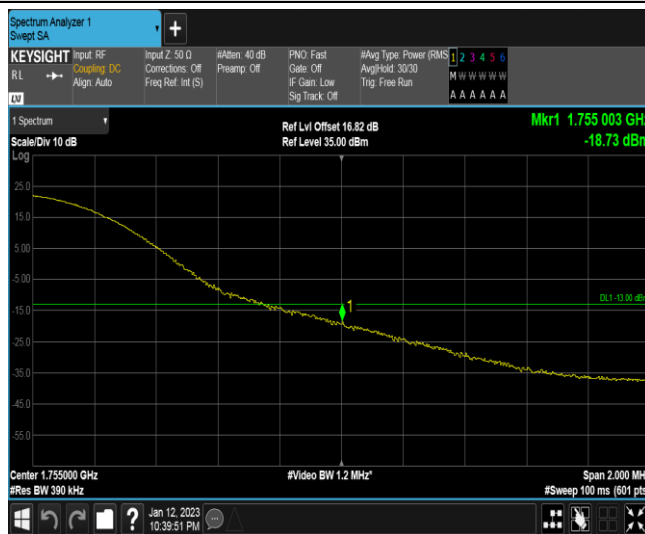 Spectrum Analyzer 1
Swept SA
+
KEYSIGHT
RL
LXI
Input: RF
Coupling: DC
Align: Auto
Input Z: 50 Ω
Corrections: Off
Freq Ref: Int (S)
#Atten: 40 dB
Preamp: Off
PNO: Fast
Gate: Off
IF Gain: Low
Sig Track: Off
#Avg Type: Power (RMS
Avg|Hold: 30/30
Trig: Free Run
1 2 3 4 5 6
M W W W W W
A A A A A A
1 Spectrum
Scale/Div 10 dB
Log
Ref Lvl Offset 16.82 dB
Ref Level 35.00 dBm
Mkr1 1.755 003 GH
-18.73 dBm
25.0
15.0
5.00
-5.00
-15.0
-25.0
-35.0
-45.0
-55.0
DL1 -13.00 dBm
1
Center 1.755000 GHz
#Res BW 390 kHz
#Video BW 1.2 MHz*
Span 2.000 MH
#Sweep 100 ms (601 pts
?
Jan 12, 2023
10:39:51 PM